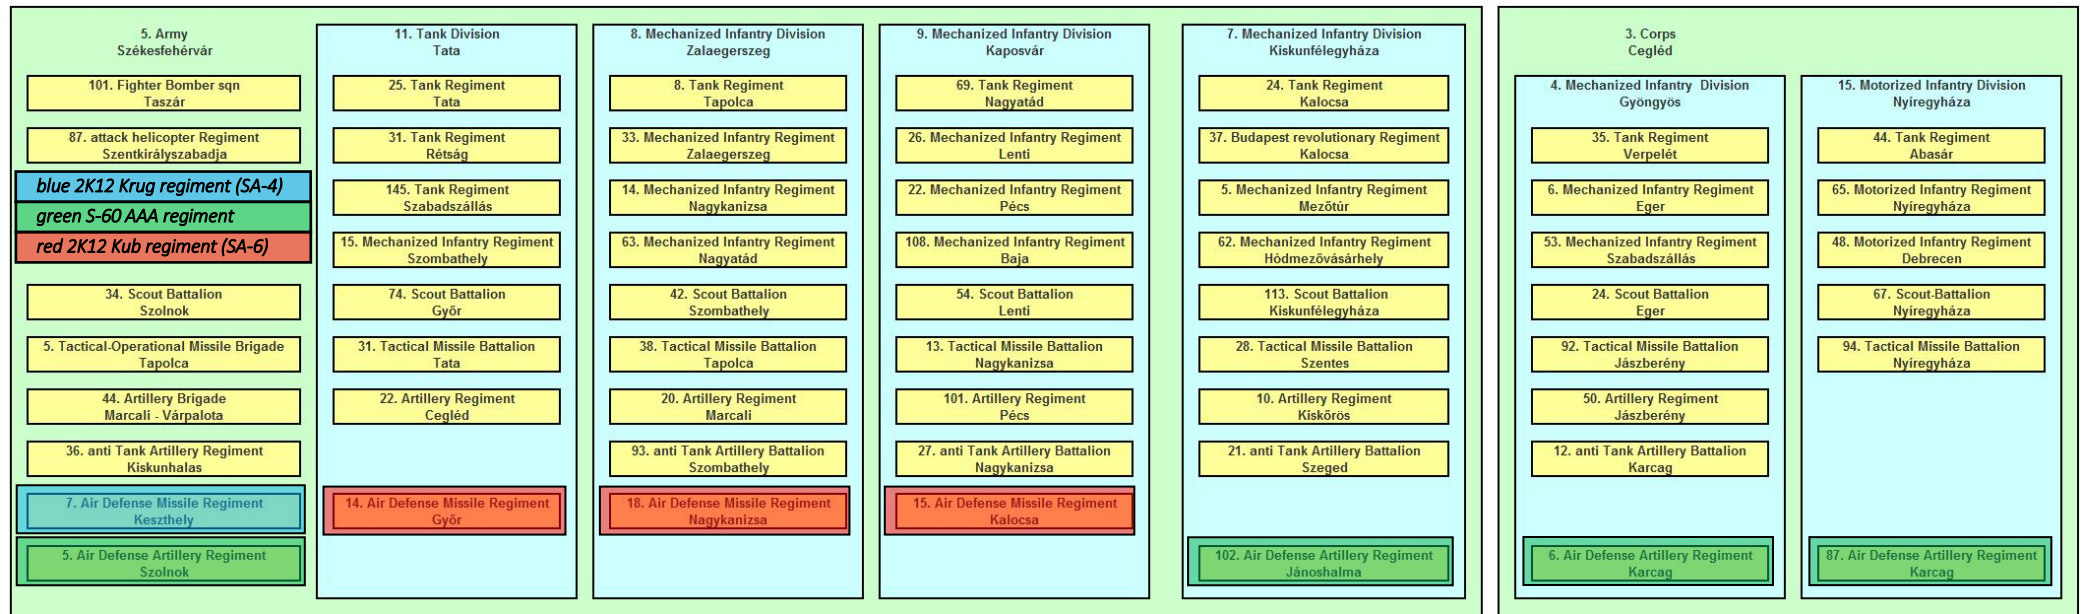 5. Army
Székesfehérvár
101. Fighter Bomber sqn
Taszár
87. attack helicopter Regiment
Szentkirályszabadja
blue 2K12 Krug regiment (SA-4)
green S-60 AAA regiment
red 2K12 Kub regiment (SA-6)
34. Scout Battalion
Szolnok
5. Tactical-Operational Missile Brigade
Tapolca
44. Artillery Brigade
Marcali - Várpalota
36. anti Tank Artillery Regiment
Kiskunhalas
7. Air Defense Missile Regiment
Keszthely
5. Air Defense Artillery Regiment
Szolnok
11. Tank Division
Tata
25. Tank Regiment
Tata
31. Tank Regiment
Rétság
145. Tank Regiment
Szabadszállás
15. Mechanized Infantry Regiment
Szombathely
74. Scout Battalion
Győr
31. Tactical Missile Battalion
Tata
22. Artillery Regiment
Cegléd
14. Air Defense Missile Regiment
Győr
8. Mechanized Infantry Division
Zalaegerszeg
8. Tank Regiment
Tapolca
33. Mechanized Infantry Regiment
Zalaegerszeg
14. Mechanized Infantry Regiment
Nagykanizsa
63. Mechanized Infantry Regiment
Nagyatád
42. Scout Battalion
Szombathely
38. Tactical Missile Battalion
Tapolca
20. Artillery Regiment
Marcali
93. anti Tank Artillery Battalion
Szombathely
18. Air Defense Missile Regiment
Nagykanizsa
9. Mechanized Infantry Division
Kaposvár
69. Tank Regiment
Nagyatád
26. Mechanized Infantry Regiment
Lenti
22. Mechanized Infantry Regiment
Pécs
108. Mechanized Infantry Regiment
Baja
54. Scout Battalion
Lenti
13. Tactical Missile Battalion
Nagykanizsa
101. Artillery Regiment
Pécs
27. anti Tank Artillery Battalion
Nagykanizsa
15. Air Defense Missile Regiment
Kalocsa
7. Mechanized Infantry Division
Kiskunfélegyháza
24. Tank Regiment
Kalocsa
37. Budapest revolutionary Regiment
Kalocsa
5. Mechanized Infantry Regiment
Mezőtúr
62. Mechanized Infantry Regiment
Hódmezővásárhely
113. Scout Battalion
Kiskunfélegyháza
28. Tactical Missile Battalion
Szentes
10. Artillery Regiment
Kiskőrös
21. anti Tank Artillery Battalion
Szeged
102. Air Defense Artillery Regiment
Jánoshalma
3. Corps
Cegléd
4. Mechanized Infantry Division
Gyöngyös
35. Tank Regiment
Verpelét
6. Mechanized Infantry Regiment
Eger
53. Mechanized Infantry Regiment
Szabadszállás
24. Scout Battalion
Eger
92. Tactical Missile Battalion
Jászberény
50. Artillery Regiment
Jászberény
12. anti Tank Artillery Battalion
Karcag
6. Air Defense Artillery Regiment
Karcag
15. Motorized Infantry Division
Nyíregyháza
44. Tank Regiment
Abasár
65. Motorized Infantry Regiment
Nyíregyháza
48. Motorized Infantry Regiment
Debrecen
67. Scout-Battalion
Nyíregyháza
94. Tactical Missile Battalion
Nyíregyháza
87. Air Defense Artillery Regiment
Karcag